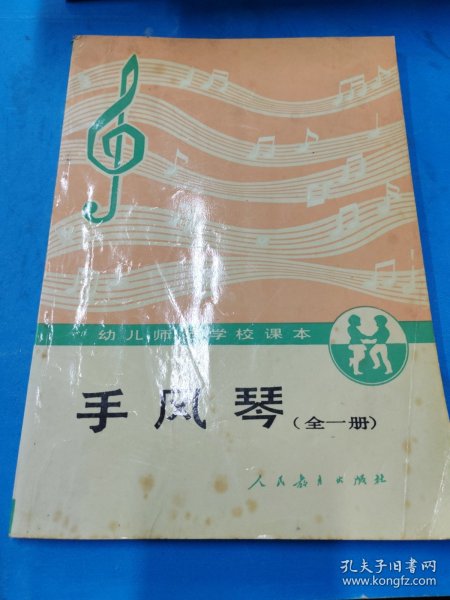 幼儿师范学校课本
手风琴(全一册)
人民教育出版社
孔夫子旧书网
www.kongfz.com